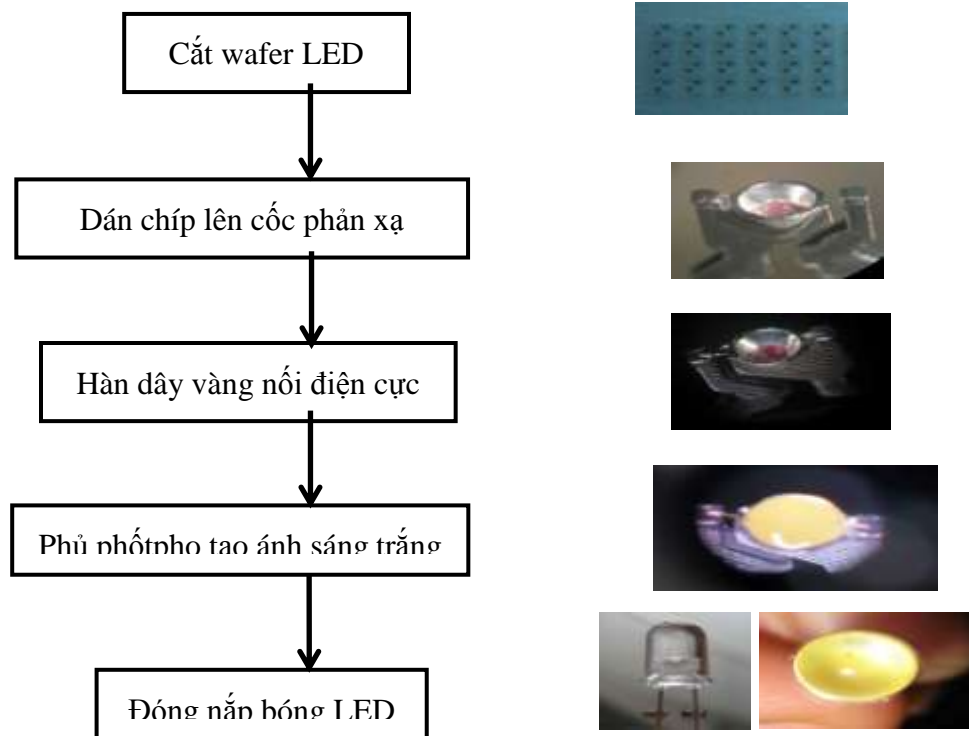 Cắt wafer LED
Dán chíp lên cốc phản xạ
Hàn dây vàng nối điện cực
Phủ phốtpho tạo ánh sáng trắng
Đóng nắp bóng LED